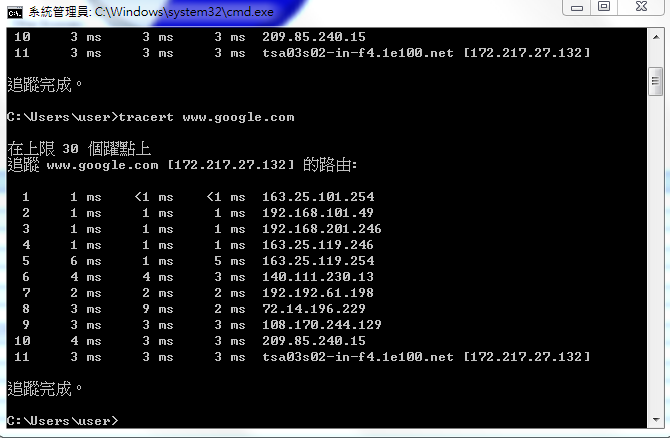 系統管理員: C:\Windows\system32\cmd.exe
10 3 ms 3 ms 3 ms 209.85.240.15
11 3 ms 3 ms 3 ms tsa03s02-in-f4.1e100.net [172.217.27.132]
追蹤完成。
C:\Users\user>tracert www.google.com
在上限 30 個躍點上
追蹤 www.google.com [172.217.27.132] 的路由:
1 1 ms <1 ms <1 ms 163.25.101.254
2 1 ms 1 ms 1 ms 192.168.101.49
3 1 ms 1 ms 1 ms 192.168.201.246
4 1 ms 1 ms 1 ms 163.25.119.246
5 6 ms 1 ms 5 ms 163.25.119.254
6 4 ms 4 ms 3 ms 140.111.230.13
7 2 ms 2 ms 2 ms 192.192.61.198
8 3 ms 9 ms 2 ms 72.14.196.229
9 3 ms 3 ms 3 ms 108.170.244.129
10 4 ms 3 ms 3 ms 209.85.240.15
11 3 ms 3 ms 3 ms tsa03s02-in-f4.1e100.net [172.217.27.132]
追蹤完成。
C:\Users\user>